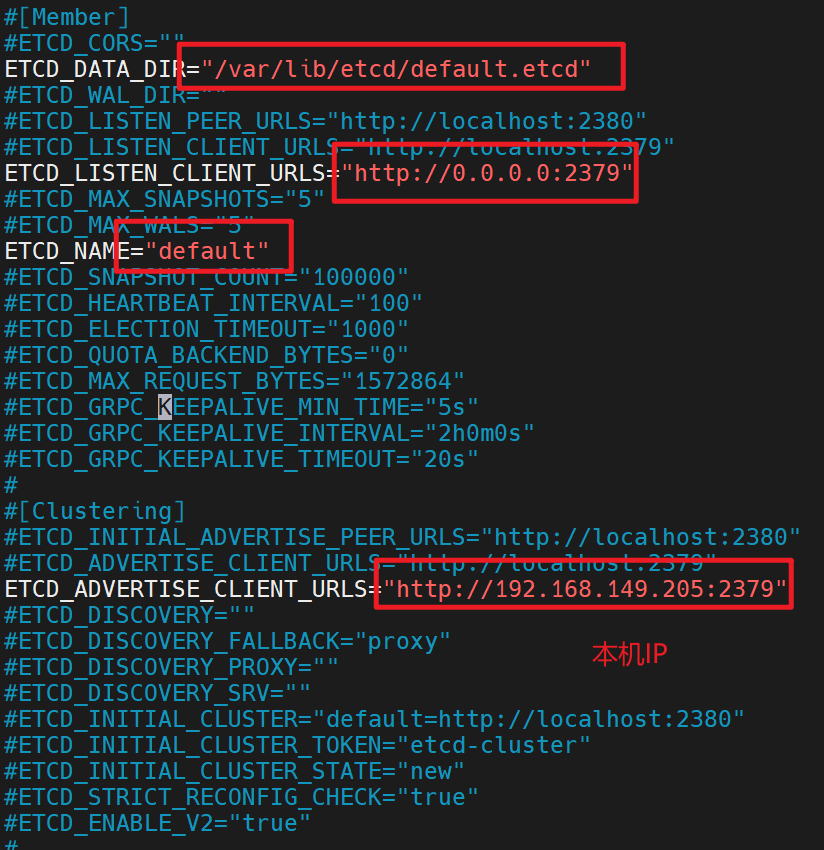 #[Member]
#ETCD_CORS=""
ETCD_DATA_DIR="/var/lib/etcd/default.etcd"
#ETCD_WAL_DIR=""
#ETCD_LISTEN_PEER_URLS="http://localhost:2380"
#ETCD_LISTEN_CLIENT_URLS="http://localhost:2379"
ETCD_LISTEN_CLIENT_URLS="http://0.0.0.0:2379"
#ETCD_MAX_SNAPSHOTS="5"
#ETCD_MAX_WALS="5"
ETCD_NAME="default"
#ETCD_SNAPSHOT_COUNT="100000"
#ETCD_HEARTBEAT_INTERVAL="100"
#ETCD_ELECTION_TIMEOUT="1000"
#ETCD_QUOTA_BACKEND_BYTES="0"
#ETCD_MAX_REQUEST_BYTES="1572864"
#ETCD_GRPC_KEEPALIVE_MIN_TIME="5s"
#ETCD_GRPC_KEEPALIVE_INTERVAL="2h0m0s"
#ETCD_GRPC_KEEPALIVE_TIMEOUT="20s"
#
#[Clustering]
#ETCD_INITIAL_ADVERTISE_PEER_URLS="http://localhost:2380"
#ETCD_ADVERTISE_CLIENT_URLS="http://localhost:2379"
ETCD_ADVERTISE_CLIENT_URLS="http://192.168.149.205:2379"
#ETCD_DISCOVERY=""
#ETCD_DISCOVERY_FALLBACK="proxy"
本机IP
#ETCD_DISCOVERY_PROXY=""
#ETCD_DISCOVERY_SRV=""
#ETCD_INITIAL_CLUSTER="default=http://localhost:2380"
#ETCD_INITIAL_CLUSTER_TOKEN="etcd-cluster"
#ETCD_INITIAL_CLUSTER_STATE="new"
#ETCD_STRICT_RECONFIG_CHECK="true"
#ETCD_ENABLE_V2="true"
#